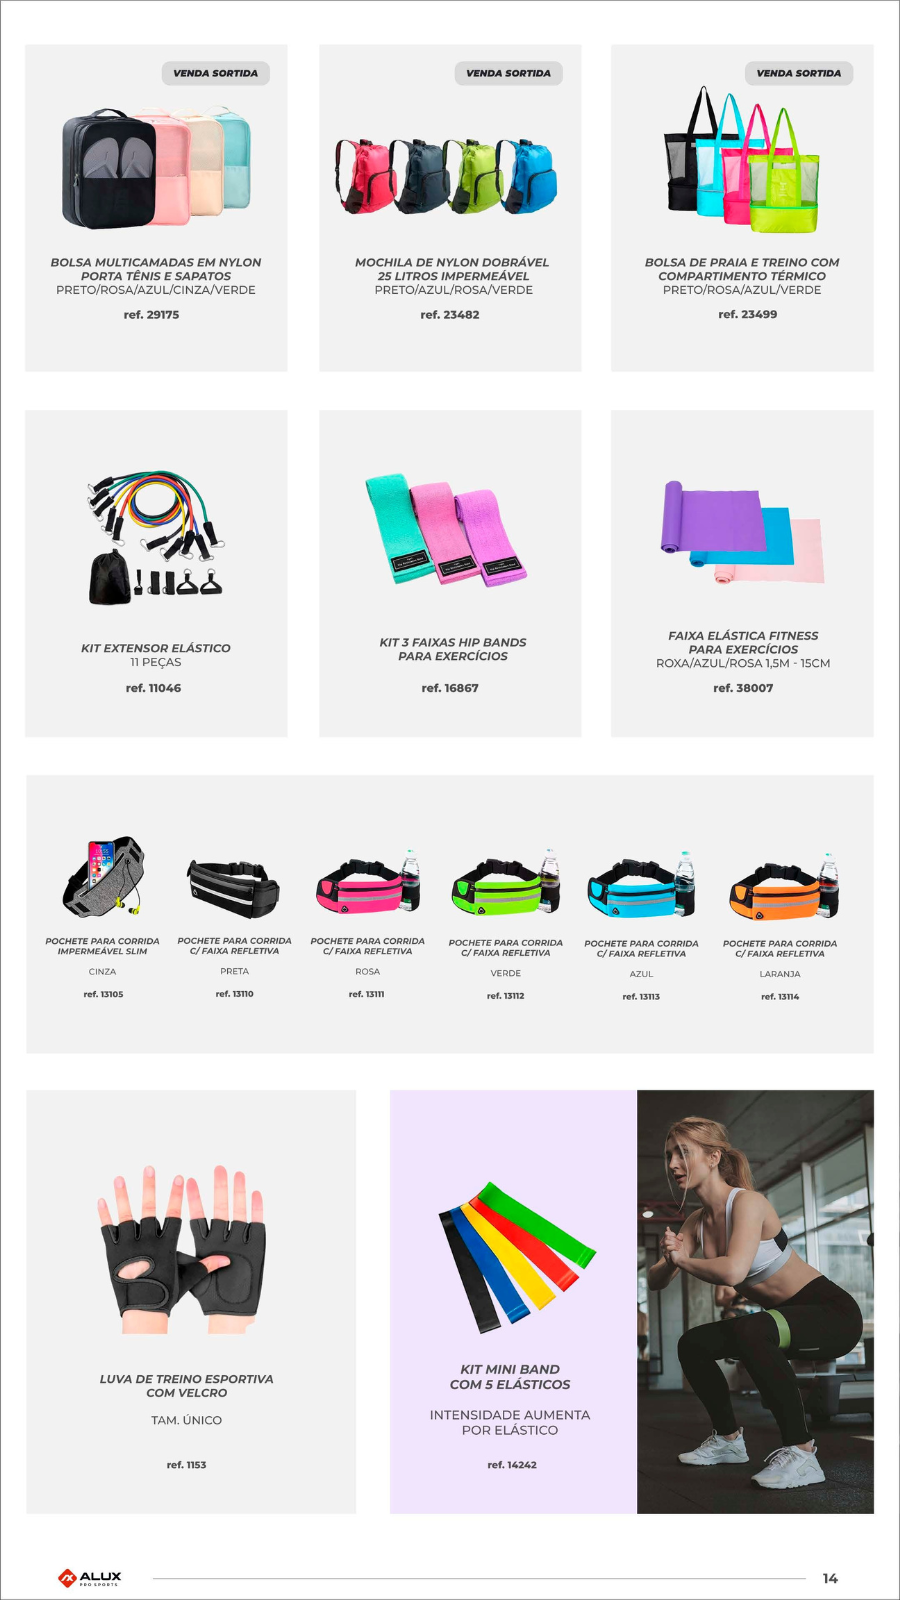 VENDA SORTIDA
BOLSA MULTICAMADAS EM NYLON
PORTA TÊNIS E SAPATOS
PRETO/ROSA/AZUL/CINZA/VERDE
ref. 29175
VENDA SORTIDA
MOCHILA DE NYLON DOBRÁVEL
25 LITROS IMPERMEÁVEL
PRETO/AZUL/ROSA/VERDE
ref. 23482
VENDA SORTIDA
BOLSA DE PRAIA E TREINO COM
COMPARTIMENTO TÉRMICO
PRETO/ROSA/AZUL/VERDE
ref. 23499
KIT EXTENSOR ELÁSTICO
11 PEÇAS
ref. 11046
KIT 3 FAIXAS HIP BANDS
PARA EXERCÍCIOS
ref. 16867
FAIXA ELÁSTICA FITNESS
PARA EXERCÍCIOS
ROXA/AZUL/ROSA 1,5M - 15CM
ref. 38007
POCHETE PARA CORRIDA
IMPERMEÁVEL SLIM
CINZA
ref. 13105
POCHETE PARA CORRIDA
C/ FAIXA REFLETIVA
PRETA
ref. 13110
POCHETE PARA CORRIDA
C/ FAIXA REFLETIVA
ROSA
ref. 13111
POCHETE PARA CORRIDA
C/ FAIXA REFLETIVA
VERDE
ref. 13112
POCHETE PARA CORRIDA
C/ FAIXA REFLETIVA
AZUL
ref. 13113
POCHETE PARA CORRIDA
C/ FAIXA REFLETIVA
LARANJA
ref. 13114
LUVA DE TREINO ESPORTIVA
COM VELCRO
TAM. ÚNICO
ref. 1153
KIT MINI BAND
COM 5 ELÁSTICOS
INTENSIDADE AUMENTA
POR ELÁSTICO
ref. 14242
ALUX
PRO SPORTS
14